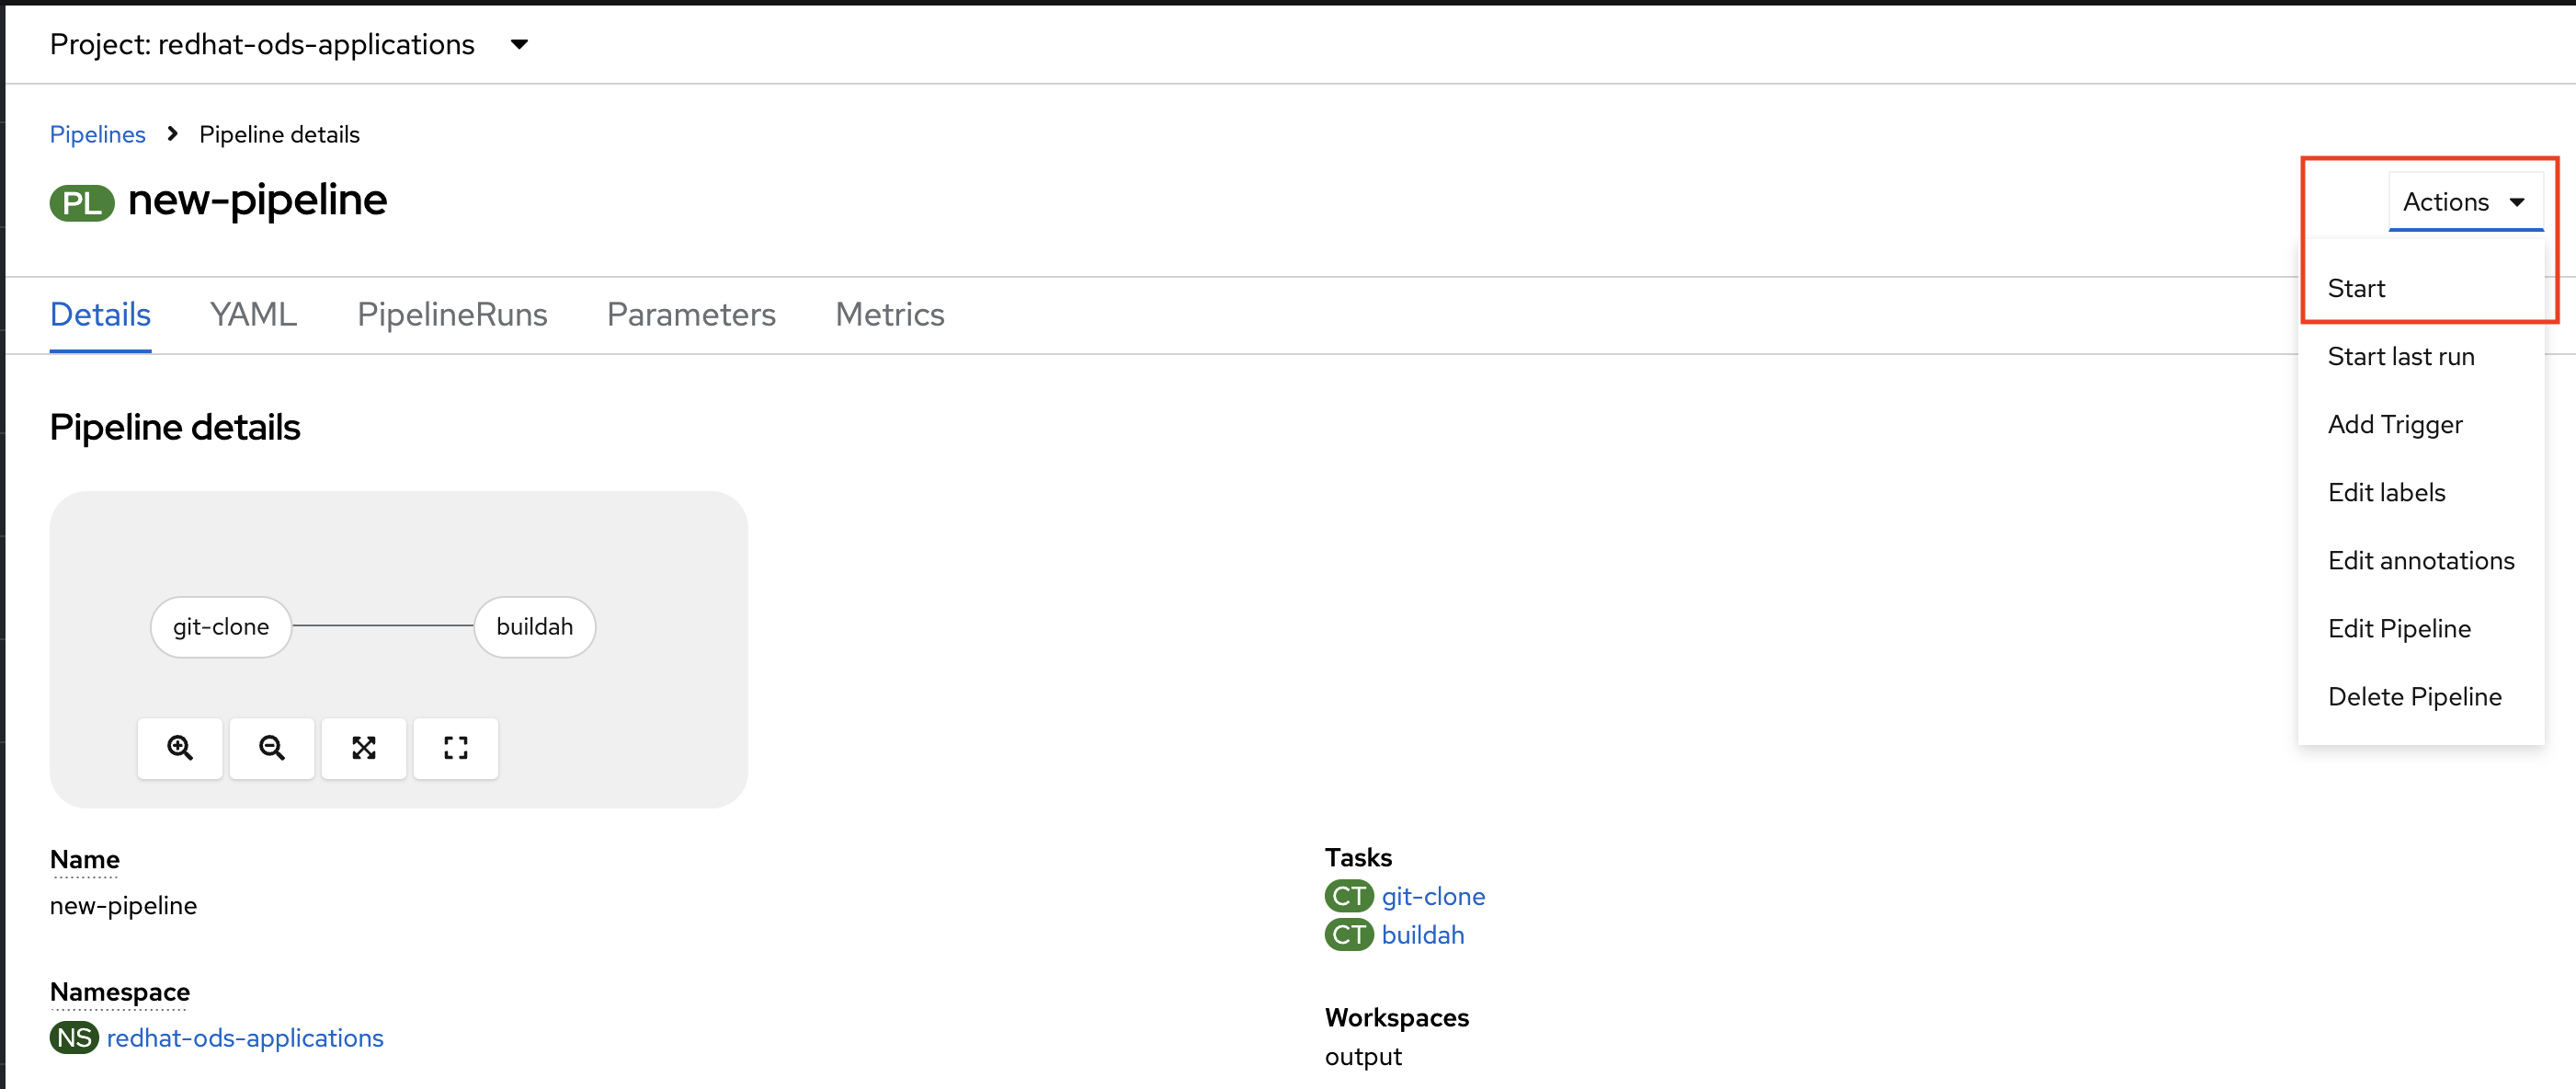 Project: redhat-ods-applications
Pipelines Pipeline details
PL new-pipeline
Actions
Start
Start last run
Add Trigger
Edit labels
Edit annotations
Edit Pipeline
Delete Pipeline
Details YAML PipelineRuns Parameters Metrics
Pipeline details
git-clone buildah
Name
new-pipeline
Namespace
NS redhat-ods-applications
Tasks
CT git-clone
CT buildah
Workspaces
output